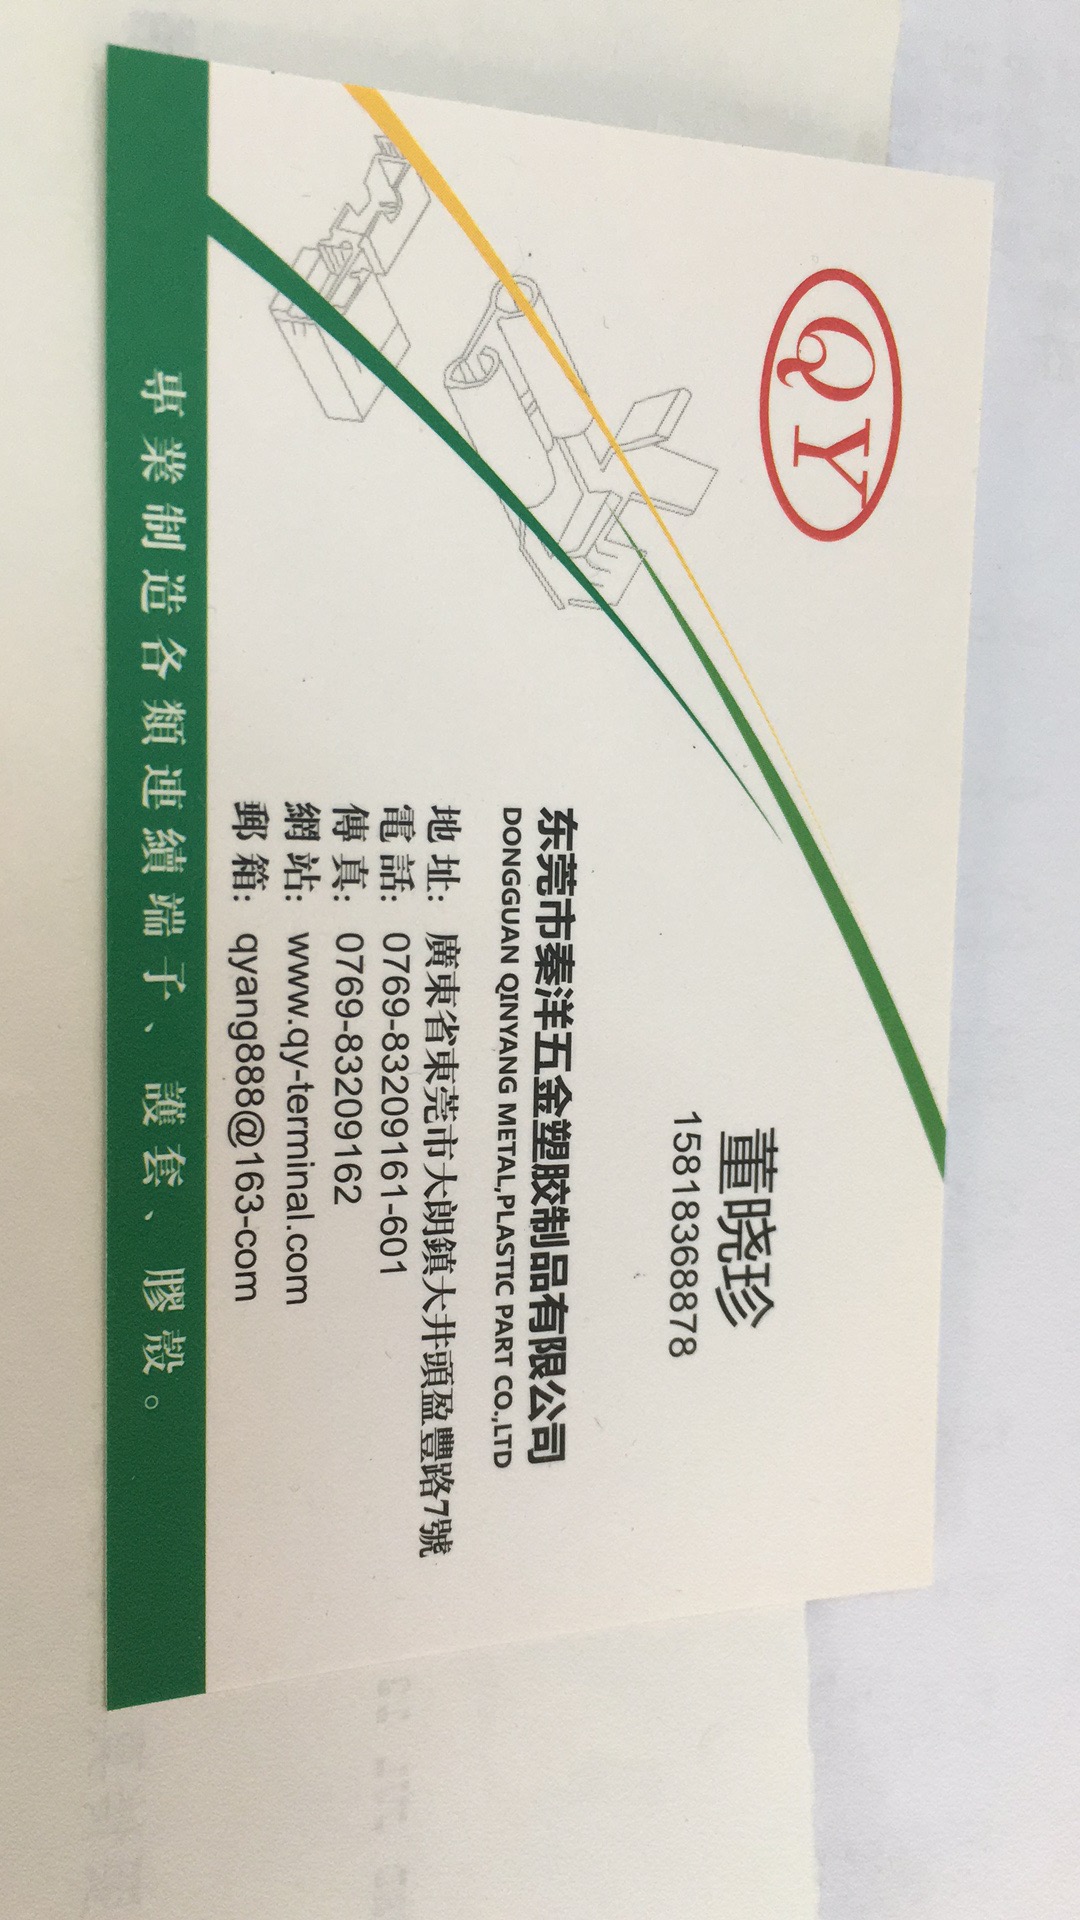 QY
董晓珍
15818368878
东莞市秦洋五金塑胶制品有限公司
DONGGUAN QINYANG METAL,PLASTIC PART CO.,LTD
地址: 廣東省東莞市大朗鎮大井頭盈豐路7號
電話: 0769-83209161-601
傳真: 0769-83209162
網站: www.qy-terminal.com
郵箱: qyang888@163-com
專業制造各類連續端子、護套、膠殼。